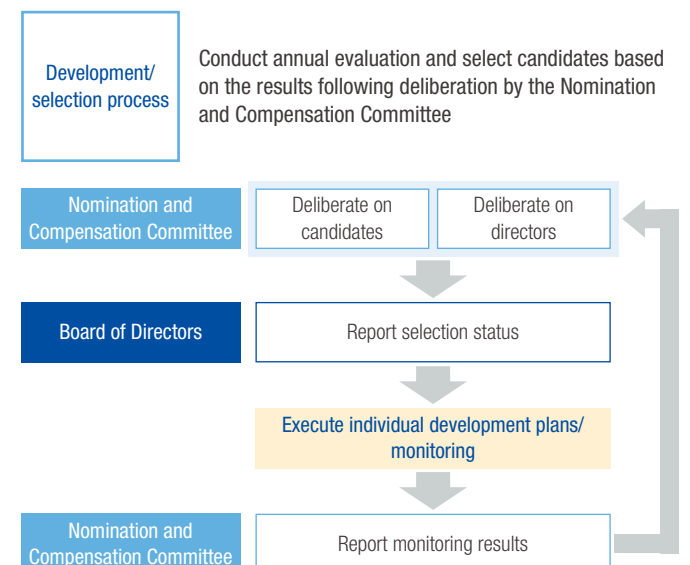 Development/
selection process
Conduct annual evaluation and select candidates based
on the results following deliberation by the Nomination
and Compensation Committee
Nomination and
Compensation Committee
Deliberate on
candidates
Deliberate on
directors
Board of Directors
Report selection status
Execute individual development plans/
monitoring
Nomination and
Compensation Committee
Report monitoring results